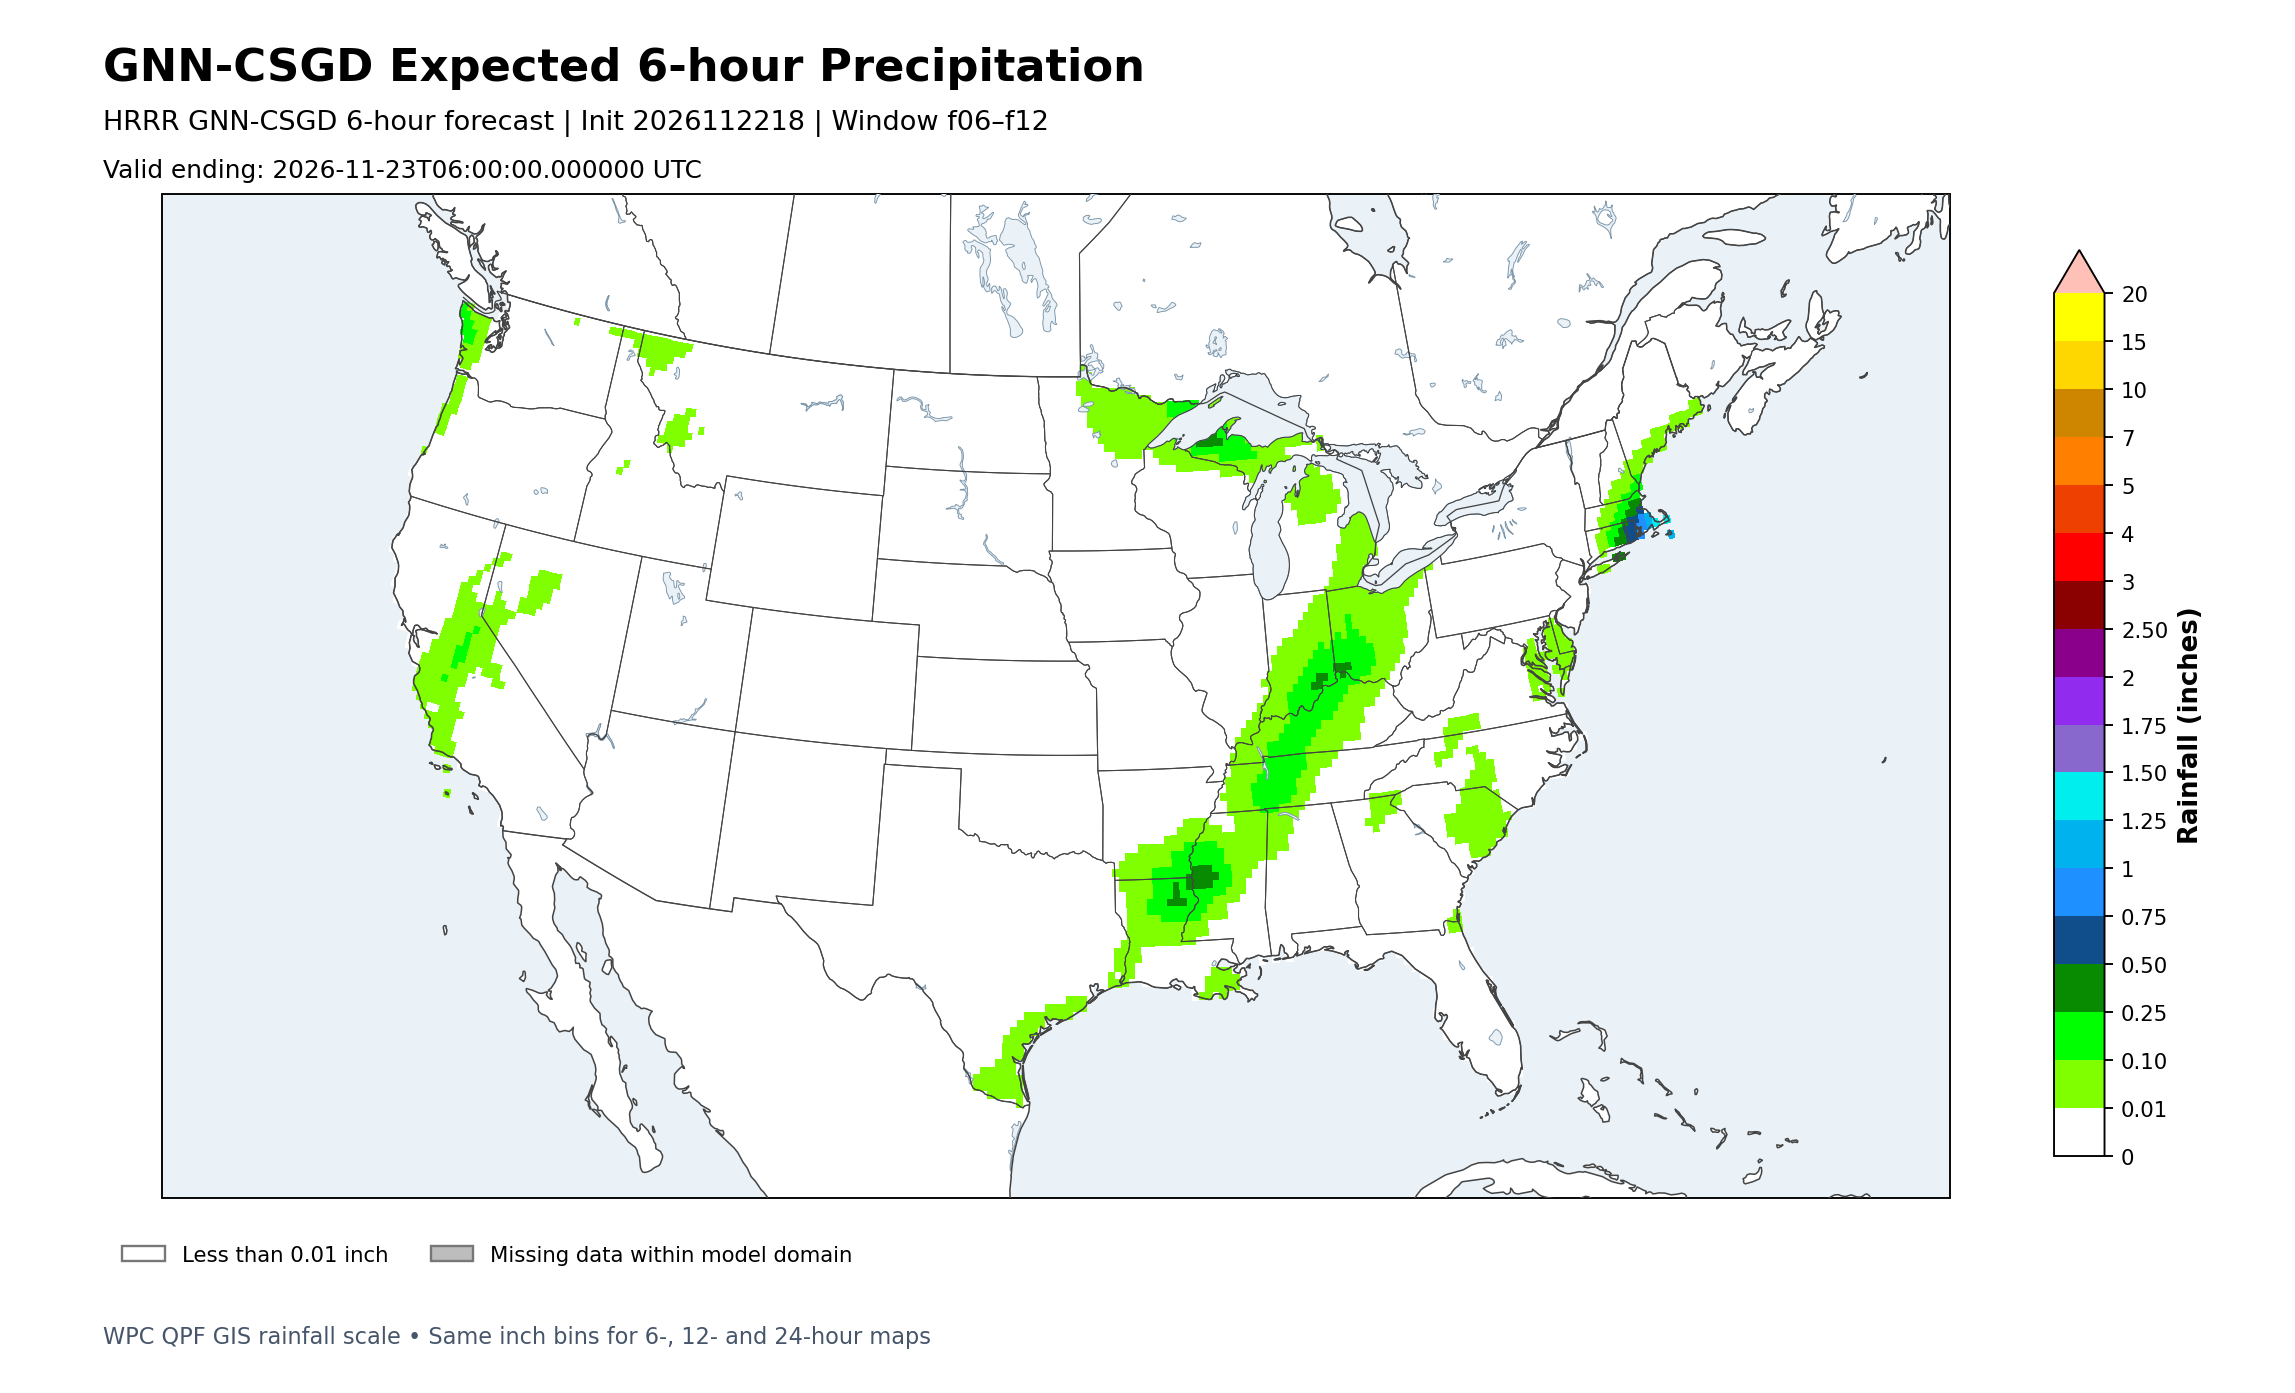 GNN-CSGD Expected 6-hour Precipitation
HRRR GNN-CSGD 6-hour forecast | Init 2026112218 | Window f06–f12
Valid ending: 2026-11-23T06:00:00.000000 UTC
20
15
10
7
5
4
3
2.50
2
1.75
1.50
1.25
1
0.75
0.50
0.25
0.10
0.01
0
Rainfall (inches)
Less than 0.01 inch
Missing data within model domain
WPC QPF GIS rainfall scale • Same inch bins for 6-, 12- and 24-hour maps